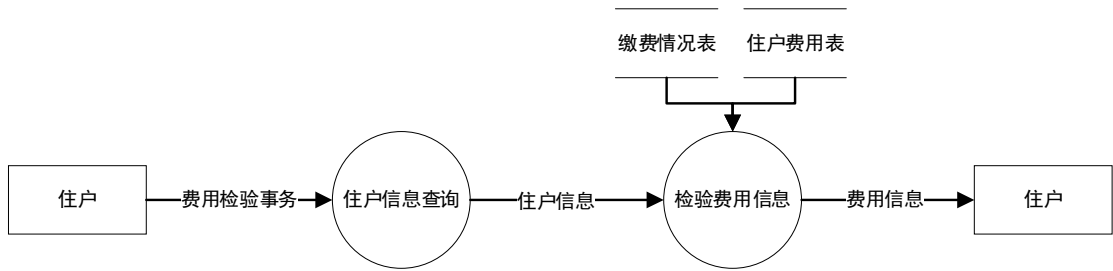 缴费情况表
住户费用表
住户
费用检验事务
住户信息查询
住户信息
检验费用信息
费用信息
住户